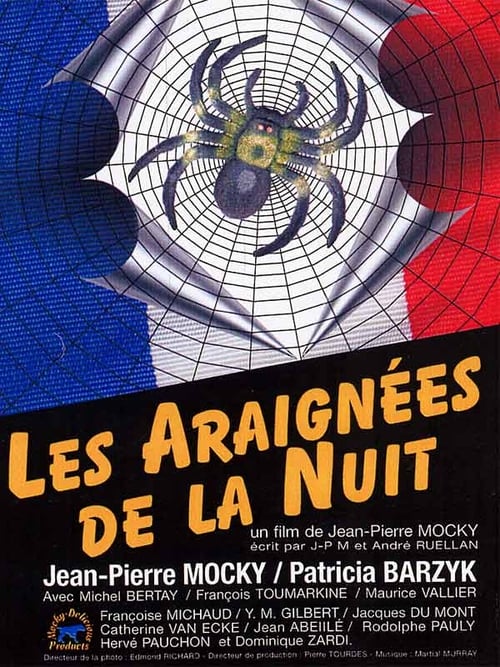 LES ARAIGNÉES
DE LA NUIT
un film de Jean-Pierre MOCKY
écrit par J-P M et André RUELLAN
Jean-Pierre MOCKY / Patricia BARZYK
Avec Michel BERTAY / François TOUMARKINE / Maurice VALLIER
Françoise MICHAUD / Y. M. GILBERT / Jacques DU MONT
Catherine VAN ECKE / Jean ABEILLÉ / Rodolphe PAULY
Hervé PAUCHON et Dominique ZARDI.
Mocky-Delicious
Products
Directeur de la photo : Edmond RICHARD - Directeur de production : Pierre TOURDES - Musique : Martial MURRAY